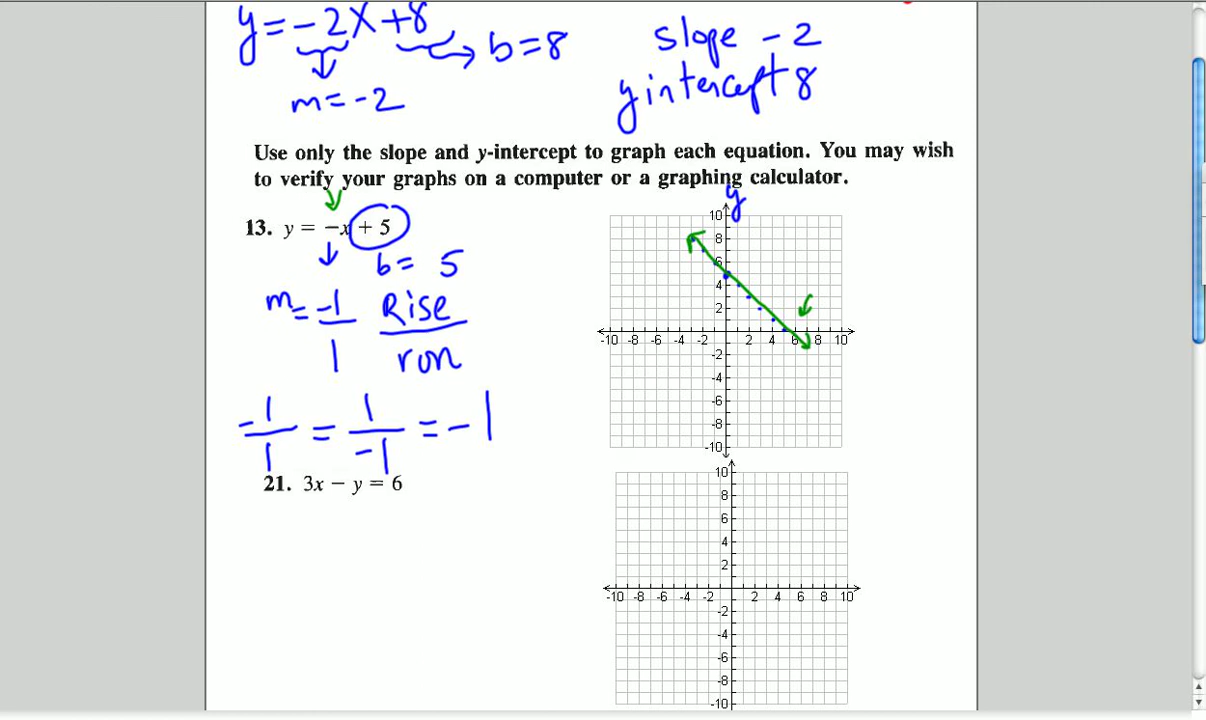 y = -2x + 8
b = 8
m = -2
slope - 2
y intercept 8
Use only the slope and y-intercept to graph each equation. You may wish
to verify your graphs on a computer or a graphing calculator.
13. y = -x + 5
b = 5
m = -1/1 Rise/run
-1/1 = 1/-1 = -1
y
10
8
6
4
2
-10 -8 -6 -4 -2 2 4 6 8 10
-2
-4
-6
-8
-10
21. 3x - y = 6
10
8
6
4
2
-10 -8 -6 -4 -2 2 4 6 8 10
-2
-4
-6
-8
-10